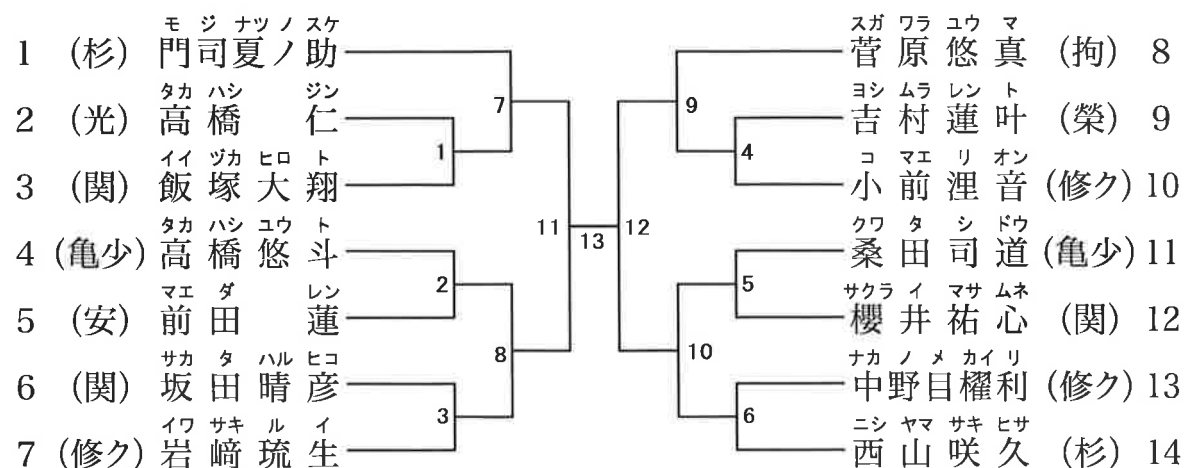 モ ジ ナツ ノ スケ
1 (杉) 門司夏ノ助
タカ ハシ ジン
2 (光) 高橋 仁
イイ ヅカ ヒロ ト
3 (関) 飯塚大翔
タカ ハシ ユウ ト
4 (亀少) 高橋悠斗
マエ ダ レン
5 (安) 前田 蓮
サカ タ ハル ヒコ
6 (関) 坂田晴彦
イワ サキ ル イ
7 (修ク) 岩﨑琉生
7
1
2
8
3
11
13
12
9
4
5
10
6
スガ ワラ ユウ マ
菅原悠真 (拘) 8
ヨシ ムラ レン ト
吉村蓮叶 (榮) 9
コ マエ リ オン
小前浬音 (修ク) 10
クワ タ シ ドウ
桑田司道 (亀少) 11
サクラ イ マサ ムネ
櫻井祐心 (関) 12
ナカ ノ メ カイ リ
中野目櫂利 (修ク) 13
ニシ ヤマ サキ ヒサ
西山咲久 (杉) 14